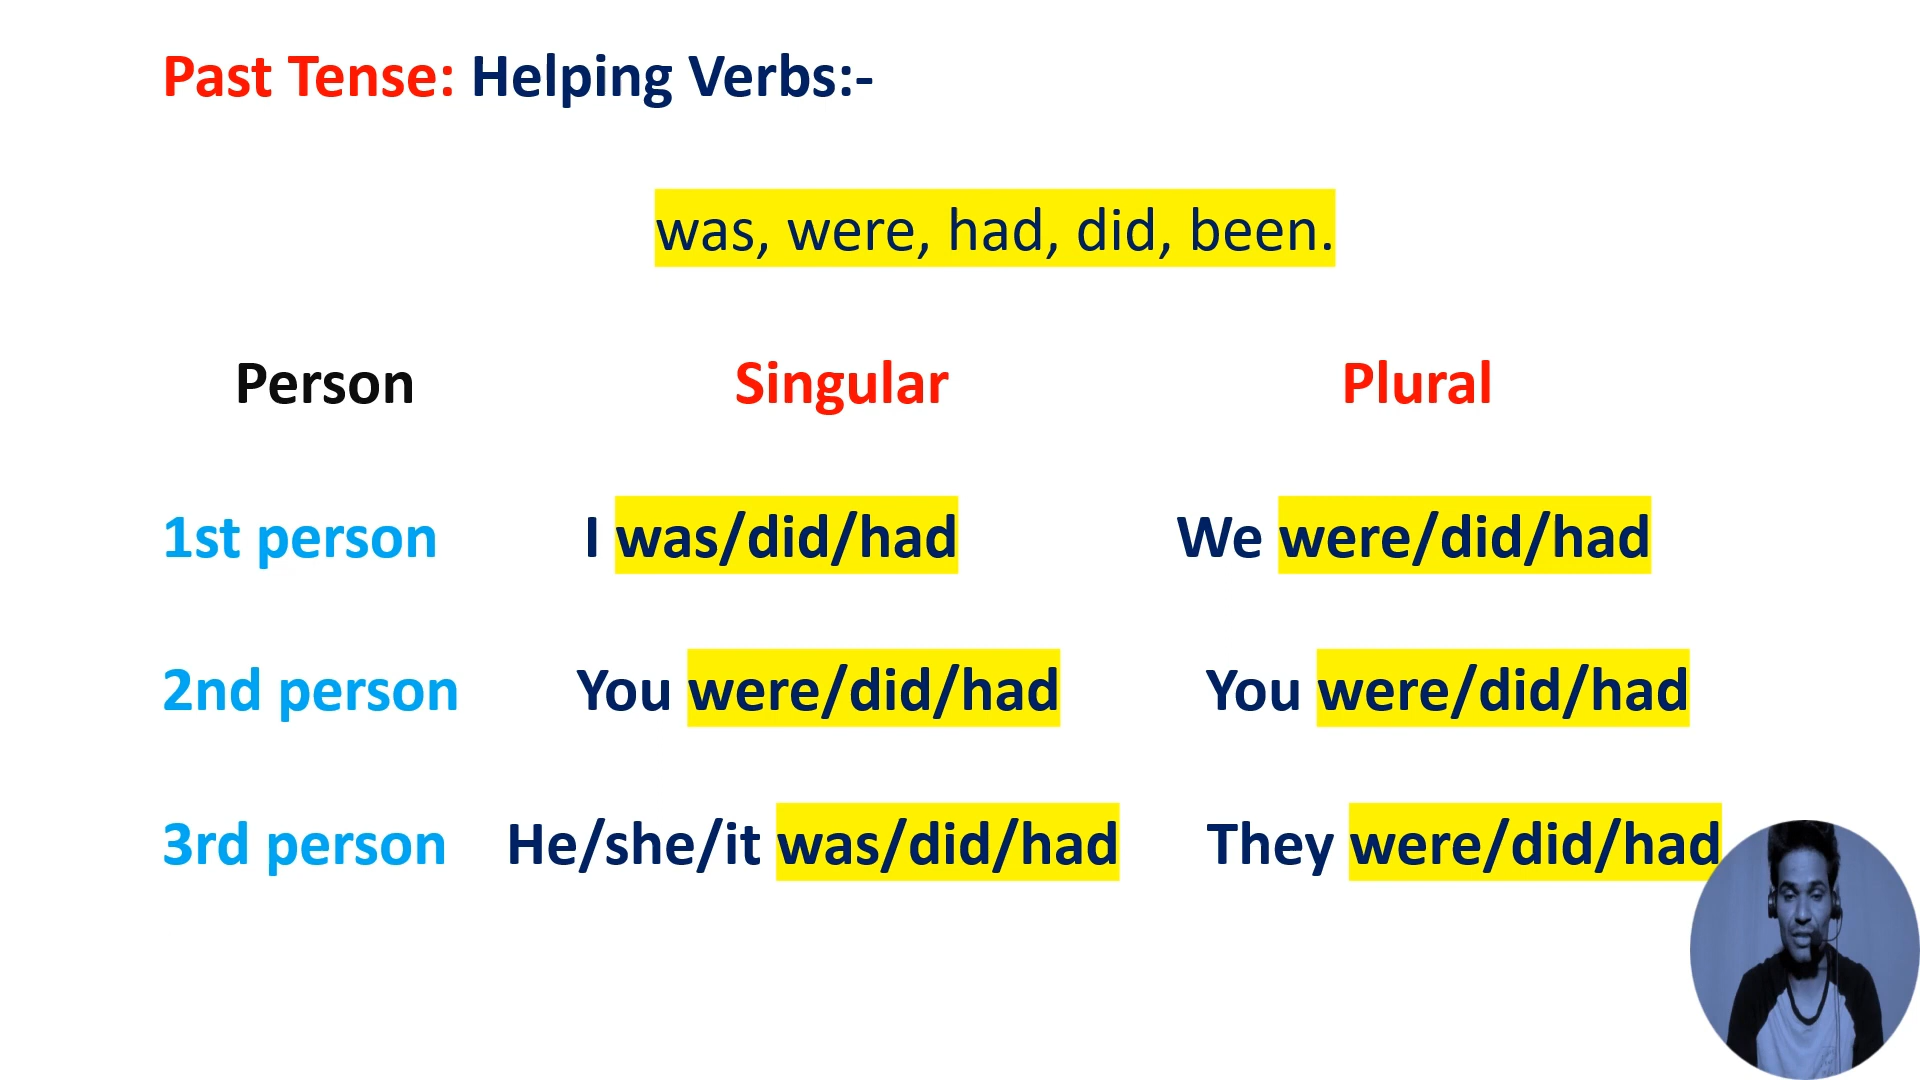 Past Tense: Helping Verbs:-
was, were, had, did, been.
Person Singular Plural
1st person I was/did/had We were/did/had
2nd person You were/did/had You were/did/had
3rd person He/she/it was/did/had They were/did/had